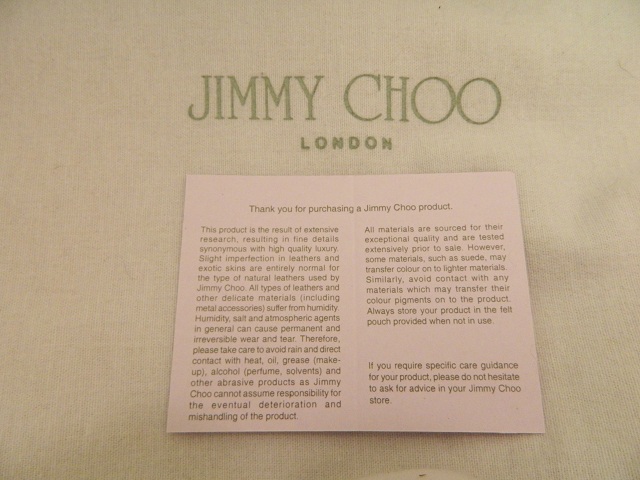 JIMMY CHOO
LONDON
Thank you for purchasing a Jimmy Choo product.
This product is the result of extensive
research, resulting in fine details
synonymous with high quality luxury.
Slight imperfection in leathers and
exotic skins are entirely normal for
the type of natural leathers used by
Jimmy Choo. All types of leathers and
other delicate materials (including
metal accessories) suffer from humidity.
Humidity, salt and atmospheric agents
in general can cause permanent and
irreversible wear and tear. Therefore,
please take care to avoid rain and direct
contact with heat, oil, grease (make-
up), alcohol (perfume, solvents) and
other abrasive products as Jimmy
Choo cannot assume responsibility for
the eventual deterioration and
mishandling of the product.
All materials are sourced for their
exceptional quality and are tested
extensively prior to sale. However,
some materials, such as suede, may
transfer colour on to lighter materials.
Similarly, avoid contact with any
materials which may transfer their
colour pigments on to the product.
Always store your product in the felt
pouch provided when not in use.
If you require specific care guidance
for your product, please do not hesitate
to ask for advice in your Jimmy Choo
store.